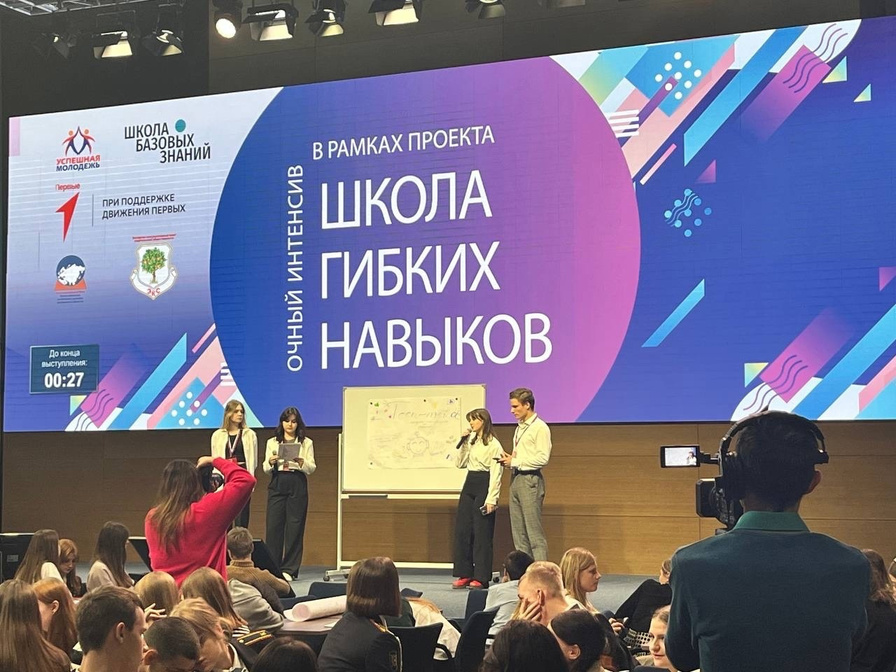 УСПЕШНАЯ
МОЛОДЕЖЬ
ШКОЛА
БАЗОВЫХ
ЗНАНИЙ
Первые
ПРИ ПОДДЕРЖКЕ
ДВИЖЕНИЯ ПЕРВЫХ
До конца
выступления:
00:27
ОЧНЫЙ ИНТЕНСИВ
В РАМКАХ ПРОЕКТА
ШКОЛА
ГИБКИХ
НАВЫКОВ